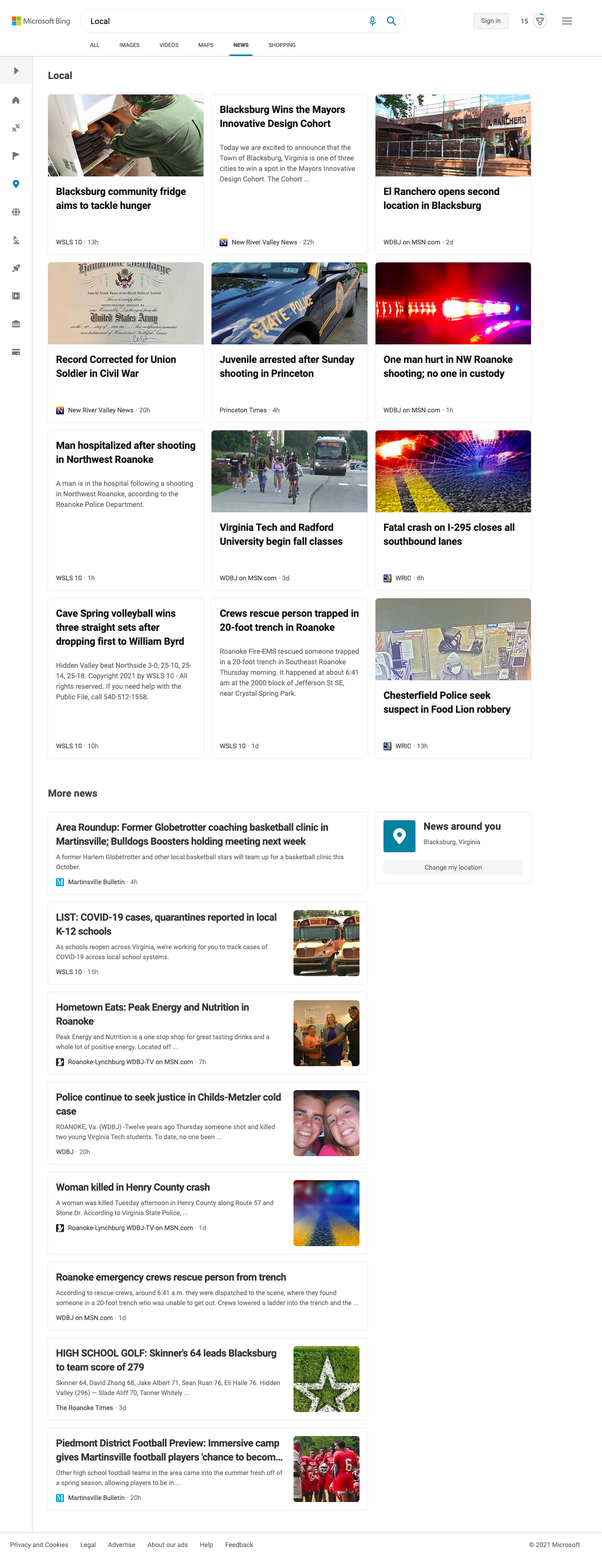 Microsoft Bing
Local
Sign in
15
ALL
IMAGES
VIDEOS
MAPS
NEWS
SHOPPING
Local
Blacksburg community fridge
aims to tackle hunger
WSLS 10 · 13h
Blacksburg Wins the Mayors
Innovative Design Cohort
Today we are excited to announce that the
Town of Blacksburg, Virginia is one of three
cities to win a spot in the Mayors Innovative
Design Cohort. The Cohort ...
New River Valley News · 22h
EL RANCHERO
El Ranchero opens second
location in Blacksburg
WDBJ on MSN.com · 2d
Honorable Discharge
United States Army
Record Corrected for Union
Soldier in Civil War
New River Valley News · 20h
STATE POLICE
Juvenile arrested after Sunday
shooting in Princeton
Princeton Times · 4h
One man hurt in NW Roanoke
shooting; no one in custody
WDBJ on MSN.com · 1h
Man hospitalized after shooting
in Northwest Roanoke
A man is in the hospital following a shooting
in Northwest Roanoke, according to the
Roanoke Police Department.
WSLS 10 · 1h
Virginia Tech and Radford
University begin fall classes
WDBJ on MSN.com · 3d
Fatal crash on I-295 closes all
southbound lanes
WRIC · 8h
Cave Spring volleyball wins
three straight sets after
dropping first to William Byrd
Hidden Valley beat Northside 3-0, 25-10, 25-
14, 25-18. Copyright 2021 by WSLS 10 - All
rights reserved. If you need help with the
Public File, call 540-512-1558.
WSLS 10 · 10h
Crews rescue person trapped in
20-foot trench in Roanoke
Roanoke Fire-EMS rescued someone trapped
in a 20-foot trench in Southeast Roanoke
Thursday morning. It happened at about 6:41
am at the 2000 block of Jefferson St SE,
near Crystal Spring Park.
WSLS 10 · 1d
Chesterfield Police seek
suspect in Food Lion robbery
WRIC · 13h
More news
Area Roundup: Former Globetrotter coaching basketball clinic in
Martinsville; Bulldogs Boosters holding meeting next week
A former Harlem Globetrotter and other local basketball stars will team up for a basketball clinic this
October.
Martinsville Bulletin · 4h
News around you
Blacksburg, Virginia
Change my location
LIST: COVID-19 cases, quarantines reported in local
K-12 schools
As schools reopen across Virginia, we're working for you to track cases of
COVID-19 across local school systems.
WSLS 10 · 15h
Hometown Eats: Peak Energy and Nutrition in
Roanoke
Peak Energy and Nutrition is a one stop shop for great tasting drinks and a
whole lot of positive energy. Located off ...
Roanoke-Lynchburg WDBJ-TV on MSN.com · 7h
Police continue to seek justice in Childs-Metzler cold
case
ROANOKE, Va. (WDBJ) -Twelve years ago Thursday someone shot and killed
two young Virginia Tech students. To date, no one been ...
WDBJ · 20h
Woman killed in Henry County crash
A woman was killed Tuesday afternoon in Henry County along Route 57 and
Stone Dr. According to Virginia State Police, ...
Roanoke-Lynchburg WDBJ-TV on MSN.com · 1d
Roanoke emergency crews rescue person from trench
According to rescue crews, around 6:41 a.m. they were dispatched to the scene, where they found
someone in a 20-foot trench who was unable to get out. Crews lowered a ladder into the trench and the ...
WDBJ on MSN.com · 1d
HIGH SCHOOL GOLF: Skinner's 64 leads Blacksburg
to team score of 279
Skinner 64, David Zhang 68, Jake Albert 71, Sean Ruan 76, Eli Haile 76. Hidden
Valley (296) — Slade Aliff 70, Tanner Whitely ...
The Roanoke Times · 3d
Piedmont District Football Preview: Immersive camp
gives Martinsville football players 'chance to becom...
Other high school football teams in the area came into the summer fresh off of
a spring season, allowing players to be in ...
Martinsville Bulletin · 20h
6
Privacy and Cookies
Legal
Advertise
About our ads
Help
Feedback
© 2021 Microsoft